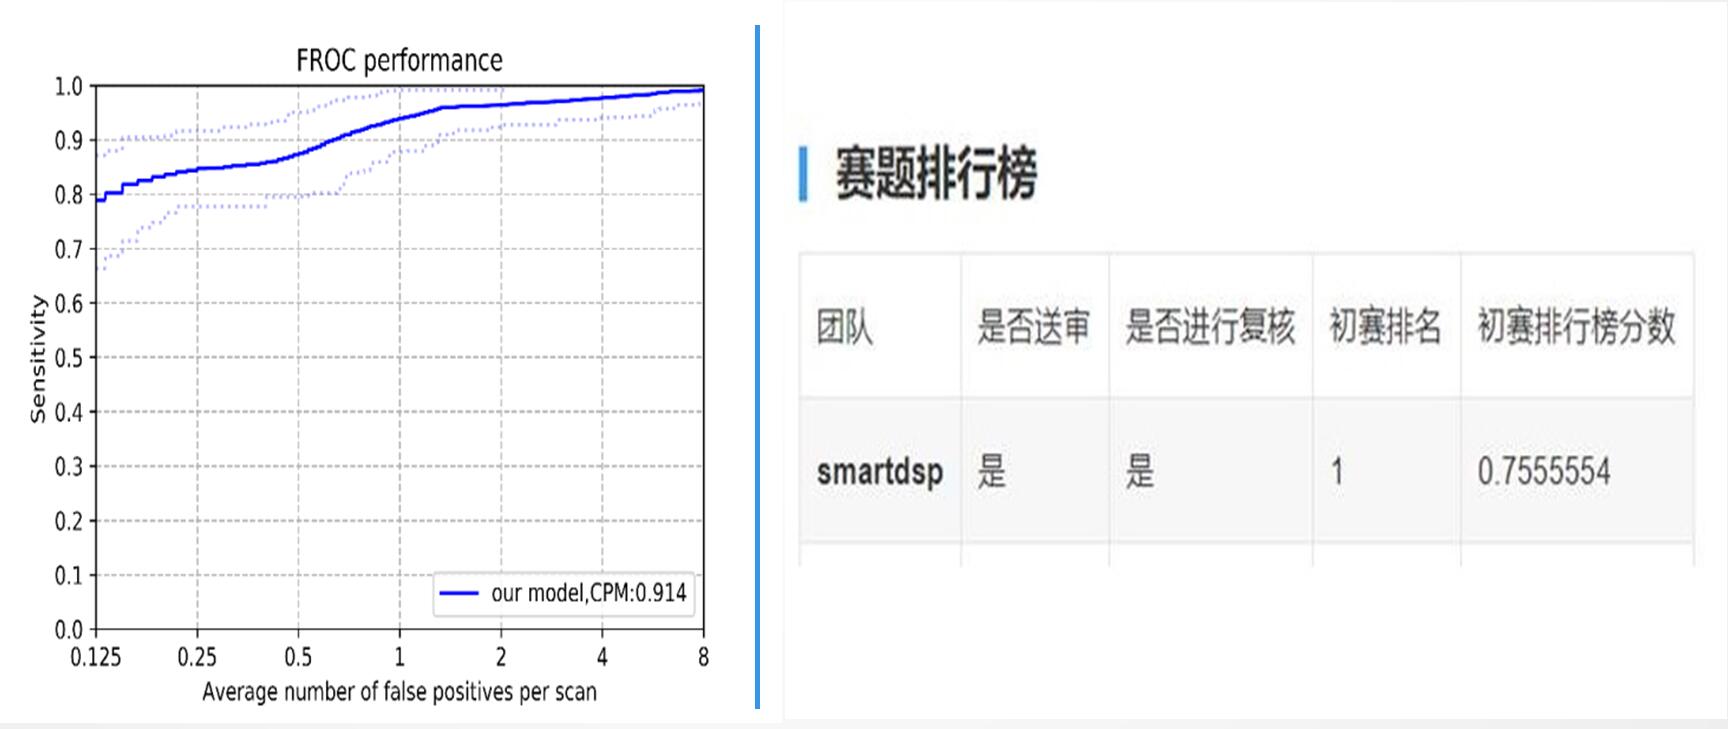 FROC performance
1.0
0.9
0.8
0.7
0.6
0.5
0.4
0.3
0.2
0.1
0.0
Sensitivity
our model,CPM:0.914
0.125 0.25 0.5 1 2 4 8
Average number of false positives per scan
赛题排行榜
团队 是否送审 是否进行复核 初赛排名 初赛排行榜分数
smartdsp 是 是 1 0.7555554